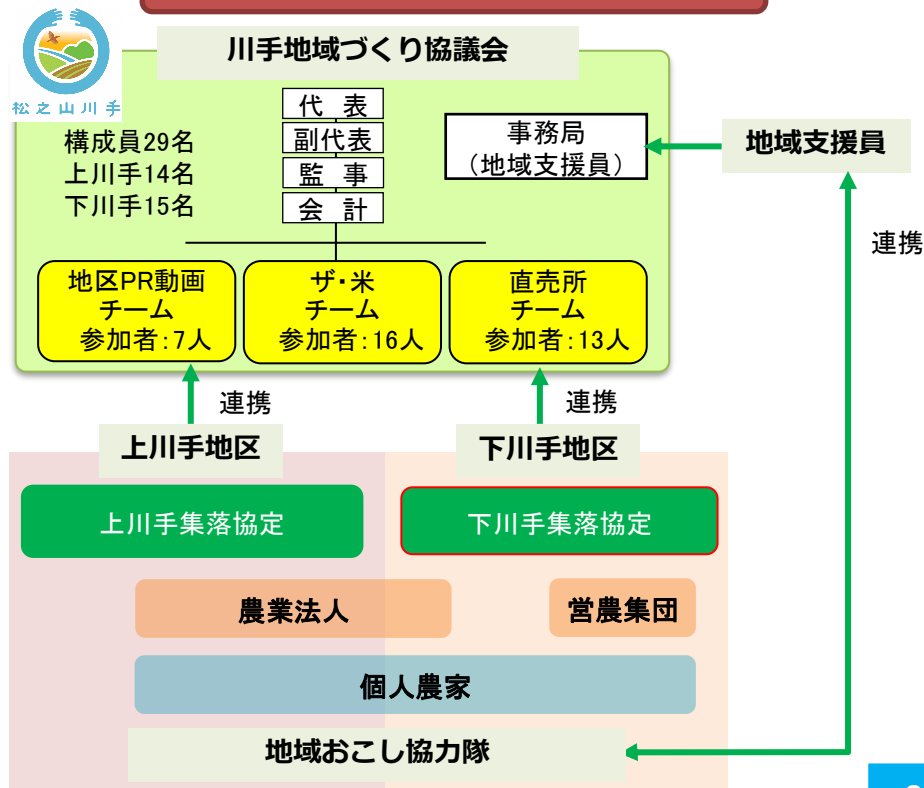 川手地域づくり協議会
松之山川手
代表
副代表
監事
会計
構成員29名
上川手14名
下川手15名
事務局
（地域支援員）
地域支援員
連携
地区PR動画
チーム
参加者：7人
ザ・米
チーム
参加者：16人
直売所
チーム
参加者：13人
連携
連携
上川手地区
下川手地区
上川手集落協定
下川手集落協定
農業法人
営農集団
個人農家
地域おこし協力隊